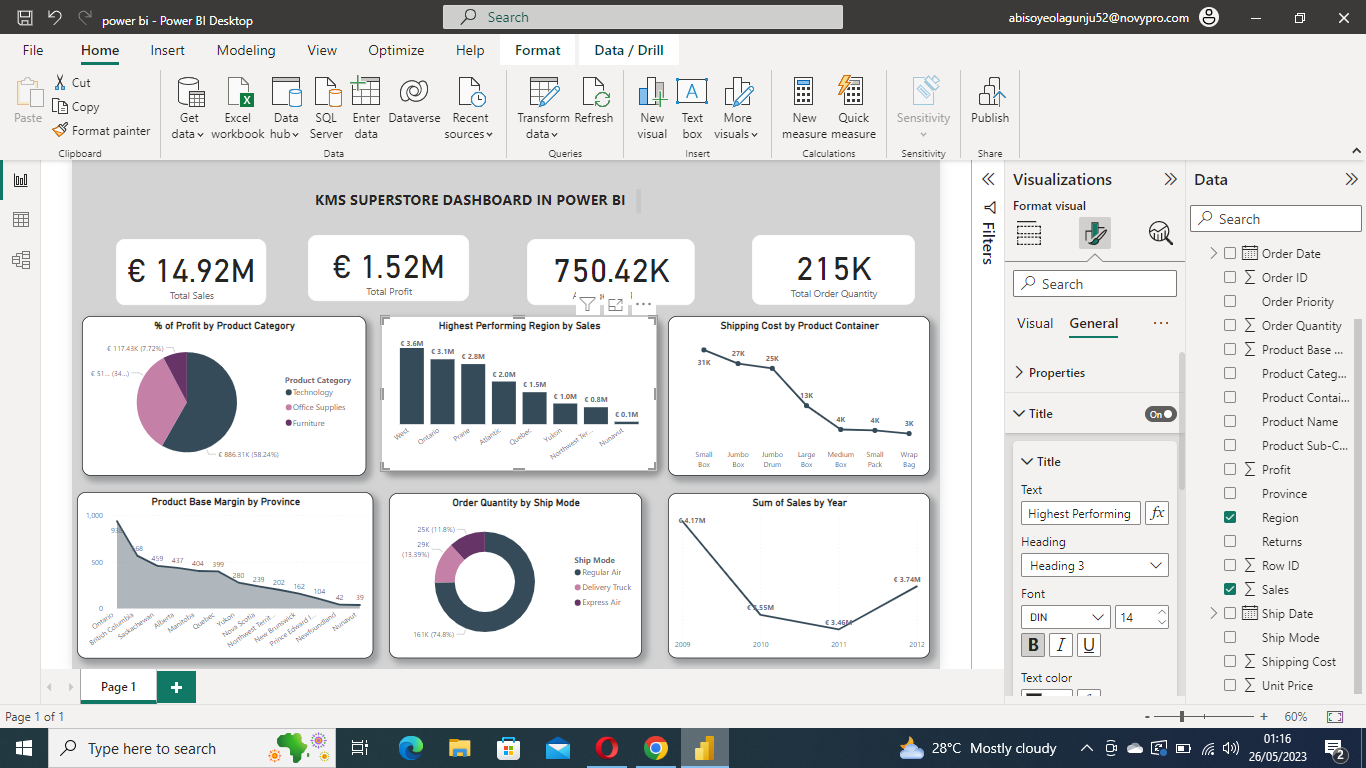 power bi - Power BI Desktop
Search
abisoyeolagunju52@novypro.com
File Home Insert Modeling View Optimize Help Format Data / Drill
Paste
Cut
Copy
Format painter
Get data
Excel workbook
Data hub
SQL Server
Enter data
Dataverse
Recent sources
Transform data
Refresh
New visual
Text box
More visuals
New measure
Quick measure
Sensitivity
Publish
Clipboard Data Queries Insert Calculations Sensitivity Share
KMS SUPERSTORE DASHBOARD IN POWER BI
€ 14.92M
Total Sales
€ 1.52M
Total Profit
750.42K
215K
Total Order Quantity
% of Profit by Product Category
€ 117.43K (7.72%)
€ 51... (34...)
€ 886.31K (58.24%)
Product Category
Technology
Office Supplies
Furniture
Highest Performing Region by Sales
€ 3.6M
€ 3.1M
€ 2.8M
€ 2.0M
€ 1.5M
€ 1.0M
€ 0.8M
€ 0.1M
West
Ontario
Prarie
Atlantic
Quebec
Yukon
Northwest Ter...
Nunavut
Shipping Cost by Product Container
31K
27K
25K
13K
4K
4K
3K
Small Box
Jumbo Box
Jumbo Drum
Large Box
Medium Box
Small Pack
Wrap Bag
Product Base Margin by Province
1,000
500
0
459
437
404
399
280
239
202
162
104
42
39
Ontario
British Columbia
Saskachewan
Alberta
Manitoba
Quebec
Yukon
Nova Scotia
Northwest Territ...
New Brunswick
Prince Edward I...
Newfoundland
Nunavut
Order Quantity by Ship Mode
25K (11.8%)
29K
(13.39%)
161K (74.8%)
Ship Mode
Regular Air
Delivery Truck
Express Air
Sum of Sales by Year
€ 4.17M
€ 3.55M
€ 3.46M
€ 3.74M
2009 2010 2011 2012
Filters
Visualizations
Format visual
Search
Visual General
Properties
Title On
Title
Text
Highest Performing
fx
Heading
Heading 3
Font
DIN 14
B I U
Text color
Data
Search
Order Date
Order ID
Order Priority
Order Quantity
Product Base ...
Product Categ...
Product Contai...
Product Name
Product Sub-C...
Profit
Province
Region
Returns
Row ID
Sales
Ship Date
Ship Mode
Shipping Cost
Unit Price
Page 1
Page 1 of 1
60%
Type here to search
28°C Mostly cloudy
01:16
26/05/2023
2